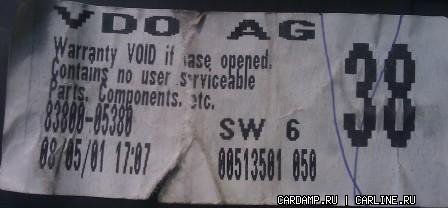 VDO AG
Warranty VOID if case opened.
Contains no user serviceable
Parts, Components, etc.
83800-05380
SW 6
38
08/05/01 17:07
00513501 050
CARDAMP.RU | CARLINE.RU